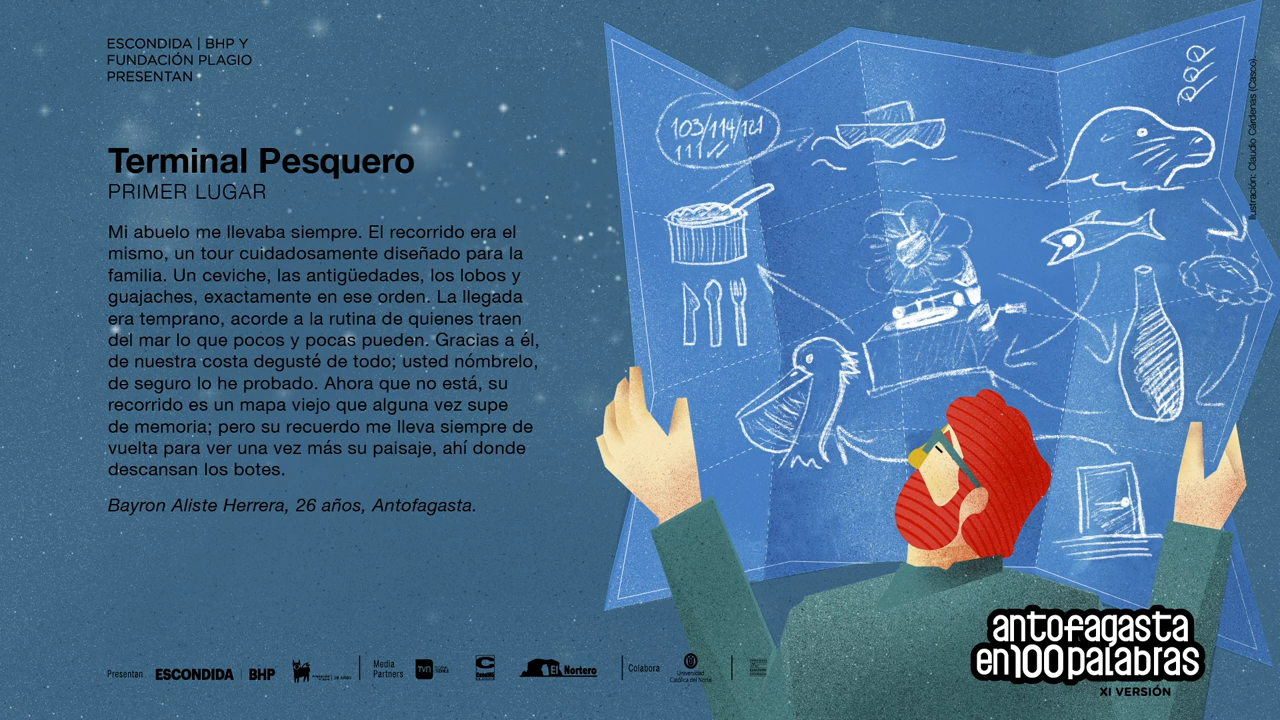 ESCONDIDA | BHP Y
FUNDACIÓN PLAGIO
PRESENTAN
Terminal Pesquero
PRIMER LUGAR
Mi abuelo me llevaba siempre. El recorrido era el
mismo, un tour cuidadosamente diseñado para la
familia. Un ceviche, las antigüedades, los lobos y
guajaches, exactamente en ese orden. La llegada
era temprano, acorde a la rutina de quienes traen
del mar lo que pocos y pocas pueden. Gracias a él,
de nuestra costa degusté de todo; usted nómbrelo,
de seguro lo he probado. Ahora que no está, su
recorrido es un mapa viejo que alguna vez supe
de memoria; pero su recuerdo me lleva siempre de
vuelta para ver una vez más su paisaje, ahí donde
descansan los botes.
Bayron Aliste Herrera, 26 años, Antofagasta.
103/114/121
111
Ilustración: Claudio Cárdenas (Casco).
antofagasta
en100palabras
XI VERSIÓN
Presentan
ESCONDIDA | BHP
Media
Partners
TVN
El Nortero
Colabora
Universidad
Católica del Norte